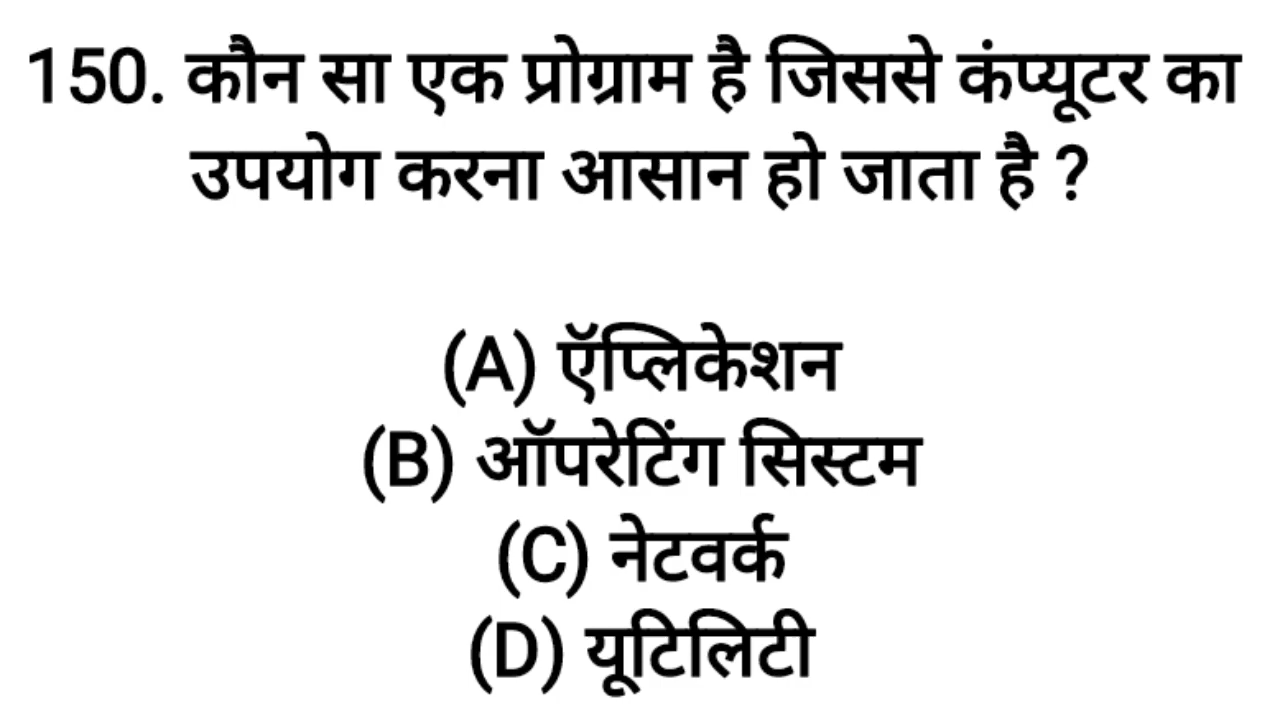 150. कौन सा एक प्रोग्राम है जिससे कंप्यूटर का
उपयोग करना आसान हो जाता है ?
(A) ऍप्लिकेशन
(B) ऑपरेटिंग सिस्टम
(C) नेटवर्क
(D) यूटिलिटी